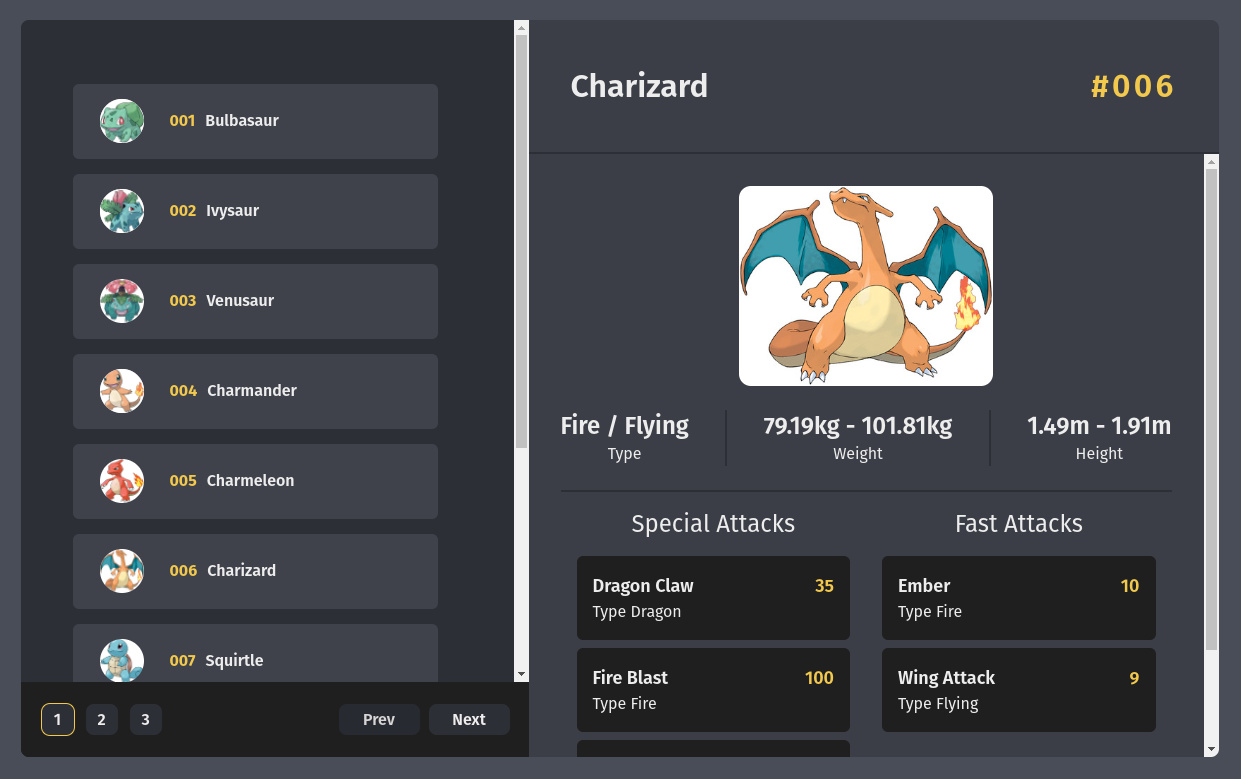 001 Bulbasaur
002 Ivysaur
003 Venusaur
004 Charmander
005 Charmeleon
006 Charizard
007 Squirtle
1 2 3 Prev Next
Charizard #006
Fire / Flying 79.19kg - 101.81kg 1.49m - 1.91m
Type Weight Height
Special Attacks Fast Attacks
Dragon Claw 35
Type Dragon
Fire Blast 100
Type Fire
Ember 10
Type Fire
Wing Attack 9
Type Flying